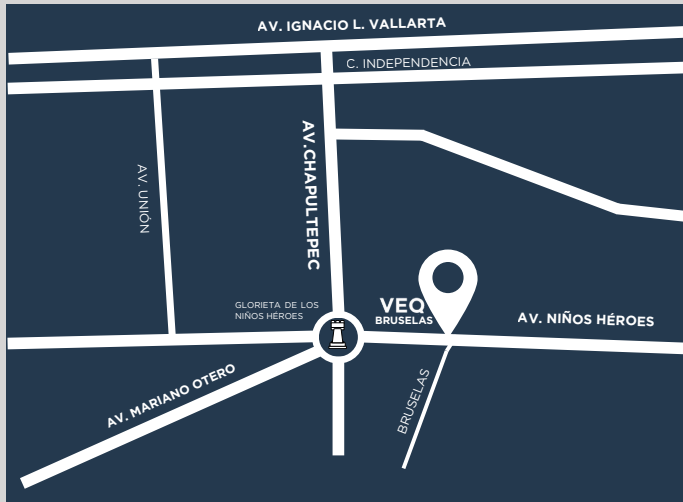 AV. IGNACIO L. VALLARTA
C. INDEPENDENCIA
AV.CHAPULTEPEC
AV. UNIÓN
GLORIETA DE LOS
NIÑOS HÉROES
VEQ
BRUSELAS
AV. NIÑOS HÉROES
AV. MARIANO OTERO
BRUSELAS